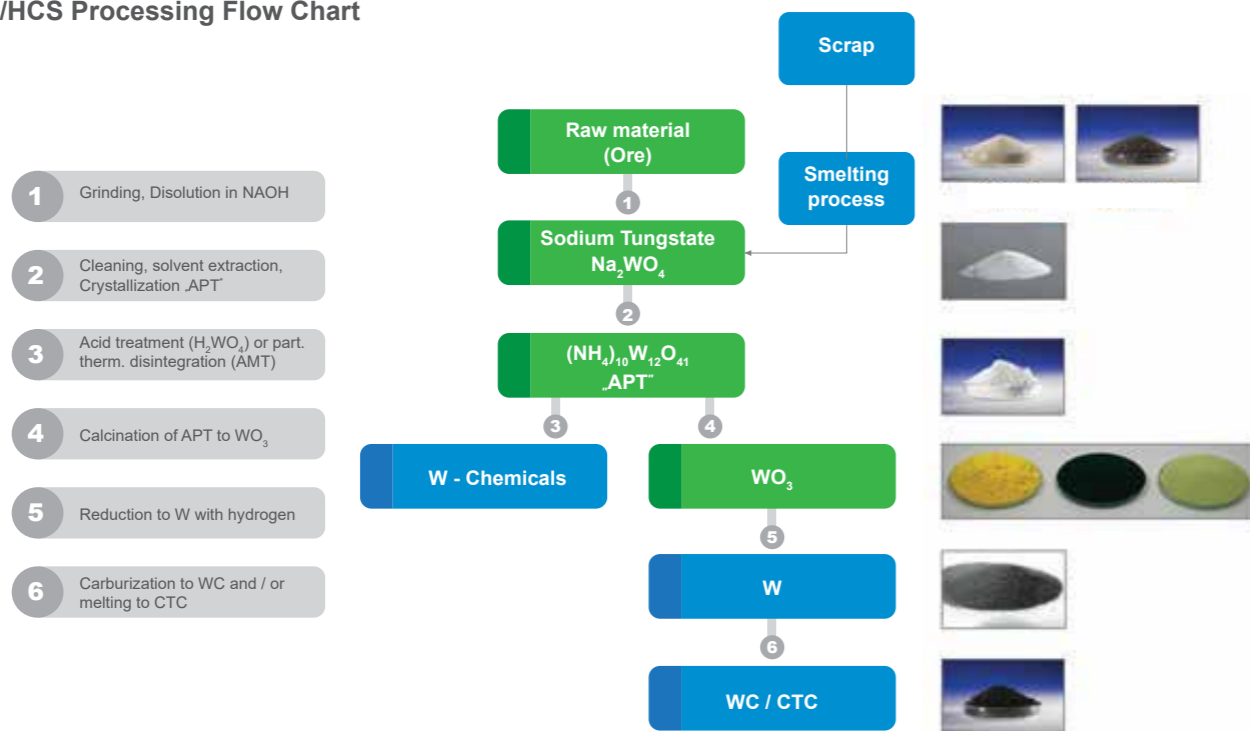 /HCS Processing Flow Chart
Scrap
Raw material
(Ore)
Smelting
process
1
Sodium Tungstate
Na₂WO₄
2
(NH₄)₁₀W₁₂O₄₁
„APT"
3
4
W - Chemicals
WO₃
5
W
6
WC / CTC
1
Grinding, Disolution in NAOH
2
Cleaning, solvent extraction,
Crystallization „APT"
3
Acid treatment (H₂WO₄) or part.
therm. disintegration (AMT)
4
Calcination of APT to WO₃
5
Reduction to W with hydrogen
6
Carburization to WC and / or
melting to CTC